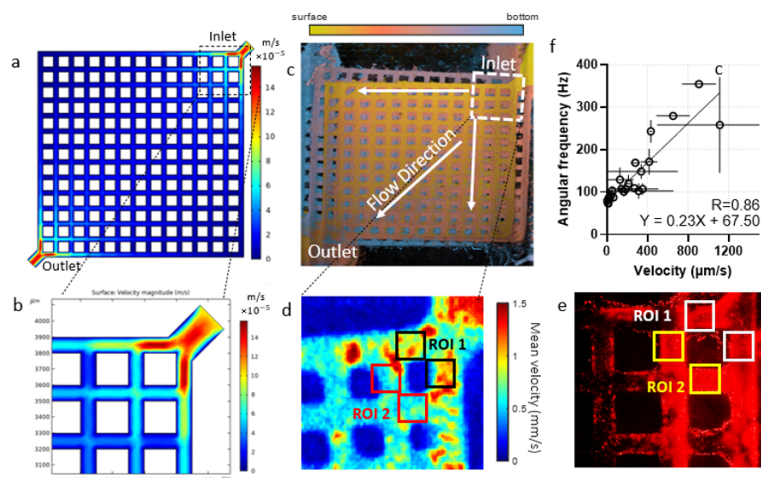 surface
bottom
a
Inlet
m/s
×10⁻⁵
14
12
10
8
6
4
2
0
Outlet
c
Inlet
Flow Direction
Outlet
f
Angular frequency (Hz)
400
300
200
100
0
C
R=0.86
Y = 0.23X + 67.50
0
400
800
1200
Velocity (µm/s)
b
Surface: Velocity magnitude (m/s)
µm
4000
3900
3800
3700
3600
3500
3400
3300
3200
3100
m/s
×10⁻⁵
14
12
10
8
6
4
2
0
d
ROI 1
ROI 2
1.5
1
0.5
0
Mean velocity (mm/s)
e
ROI 1
ROI 2